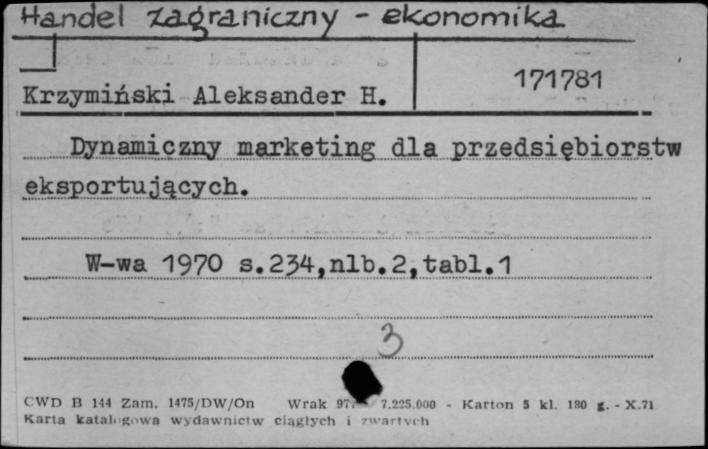 Handel zagraniczny - ekonomika
171781
Krzymiński Aleksander H.
Dynamiczny marketing dla przedsiębiorstw
eksportujących.
W-wa 1970 s.234,nlb.2,tabl.1
3
CWD B 144 Zam. 1475/DW/On Wrak 7.225.000 - Karton 5 kl. 180 g. - X.71
Karta katalogowa wydawnictw ciągłych i zwartych